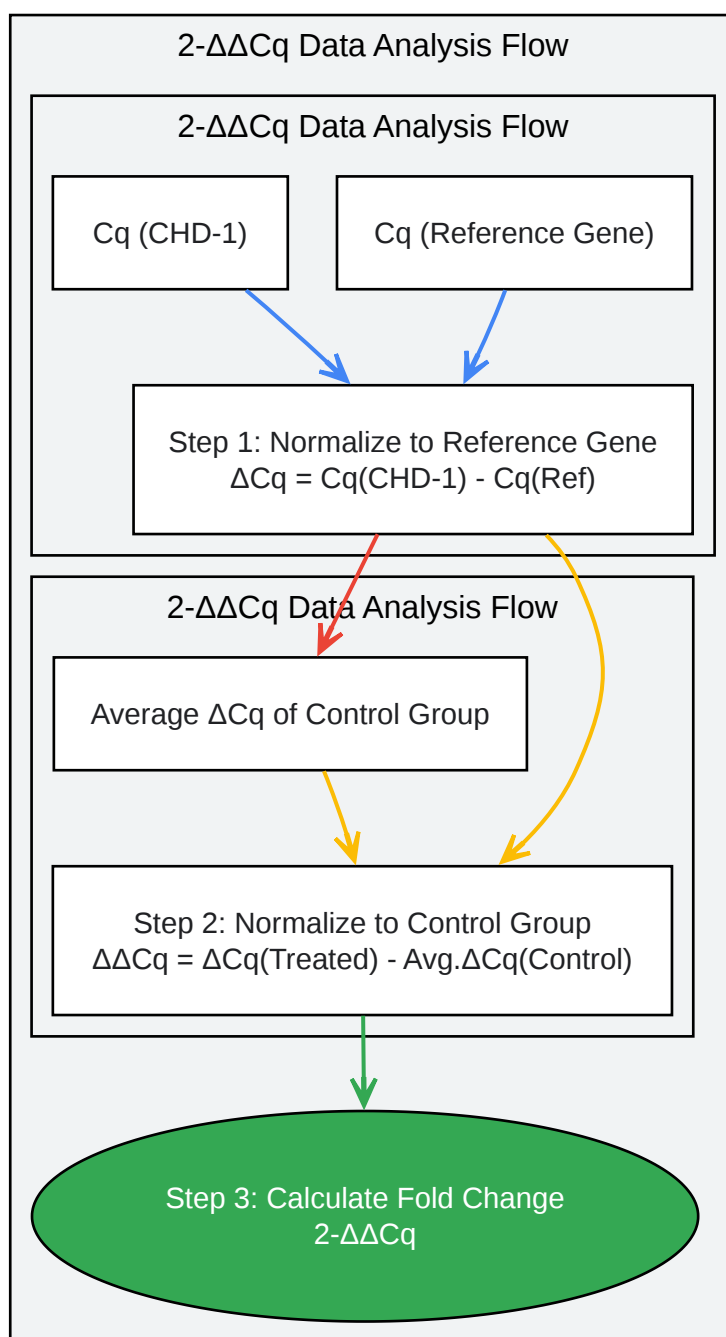 2-ΔΔCq Data Analysis Flow
2-ΔΔCq Data Analysis Flow
Cq (CHD-1)
Cq (Reference Gene)
Step 1: Normalize to Reference Gene
ΔCq = Cq(CHD-1) - Cq(Ref)
2-ΔΔCq Data Analysis Flow
Average ΔCq of Control Group
Step 2: Normalize to Control Group
ΔΔCq = ΔCq(Treated) - Avg.ΔCq(Control)
Step 3: Calculate Fold Change
2-ΔΔCq